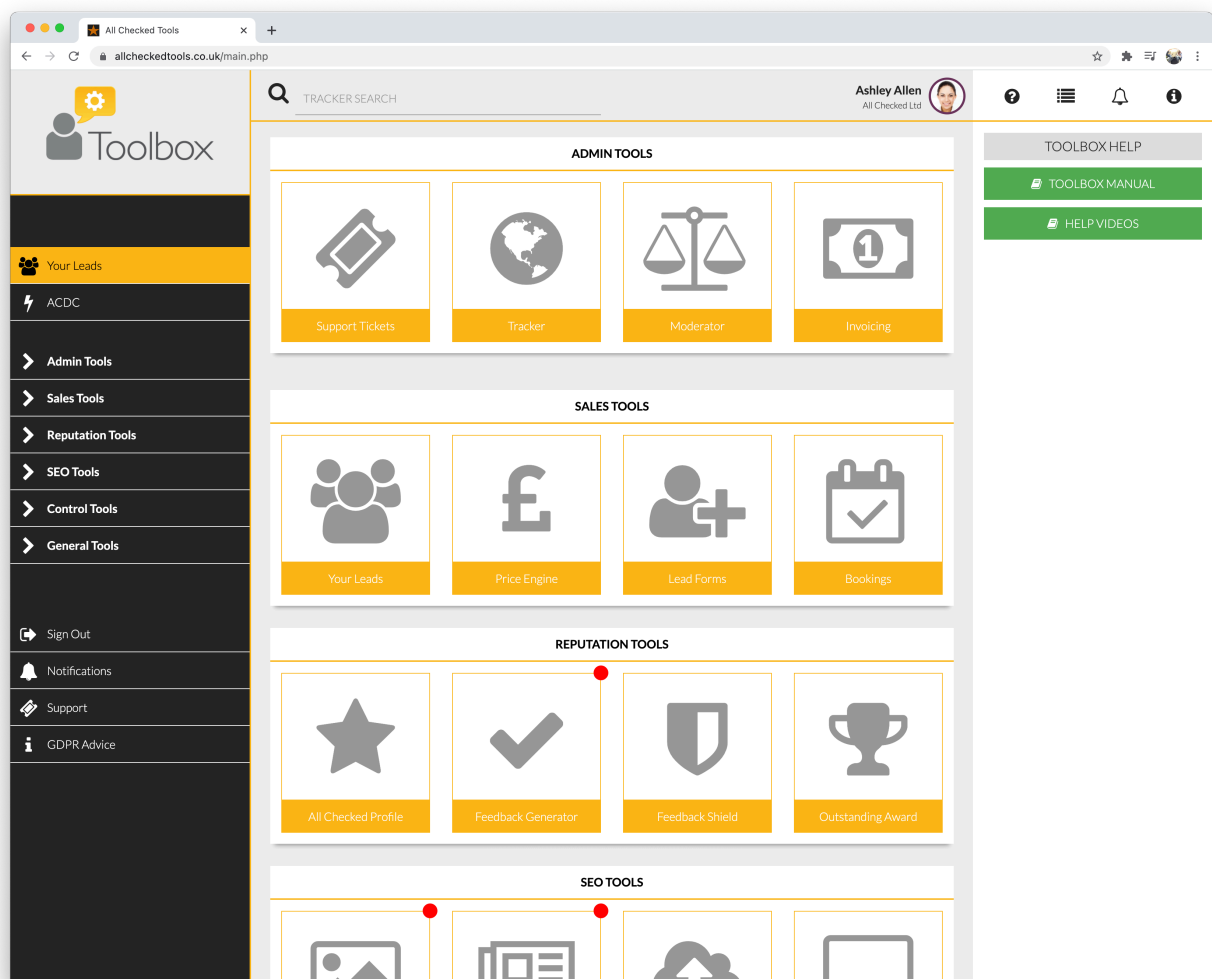 All Checked Tools
allcheckedtools.co.uk/main.php
Toolbox
TRACKER SEARCH
Ashley Allen
All Checked Ltd
Your Leads
ACDC
Admin Tools
Sales Tools
Reputation Tools
SEO Tools
Control Tools
General Tools
Sign Out
Notifications
Support
GDPR Advice
ADMIN TOOLS
1
Support Tickets
Tracker
Moderator
Invoicing
SALES TOOLS
£
Your Leads
Price Engine
Lead Forms
Bookings
REPUTATION TOOLS
All Checked Profile
Feedback Generator
Feedback Shield
Outstanding Award
SEO TOOLS
TOOLBOX HELP
TOOLBOX MANUAL
HELP VIDEOS